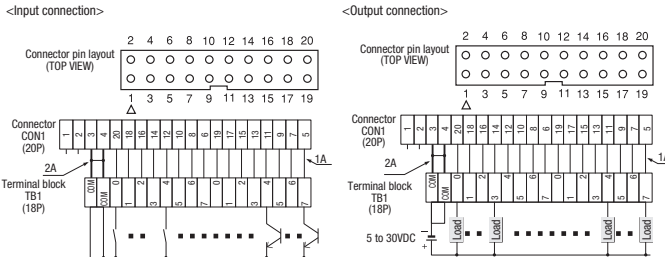 <Input connection>
2 4 6 8 10 12 14 16 18 20
Connector pin layout
(TOP VIEW)
1 3 5 7 9 11 13 15 17 19
Connector
CON1
(20P)
1 2 3 4 20 18 16 14 12 10 8 6 19 17 15 13 11 9 7 5
2A
1A
Terminal block
TB1
(18P)
COM COM 0 1 2 3 4 5 6 7 0 1 2 3 4 5 6 7
<Output connection>
2 4 6 8 10 12 14 16 18 20
Connector pin layout
(TOP VIEW)
1 3 5 7 9 11 13 15 17 19
Connector
CON1
(20P)
1 2 3 4 20 18 16 14 12 10 8 6 19 17 15 13 11 9 7 5
2A
Terminal block
TB1
(18P)
COM COM 0 1 2 3 4 5 6 7 0 1 2 3 4 5 6 7
5 to 30VDC
− +
Load Load Load Load